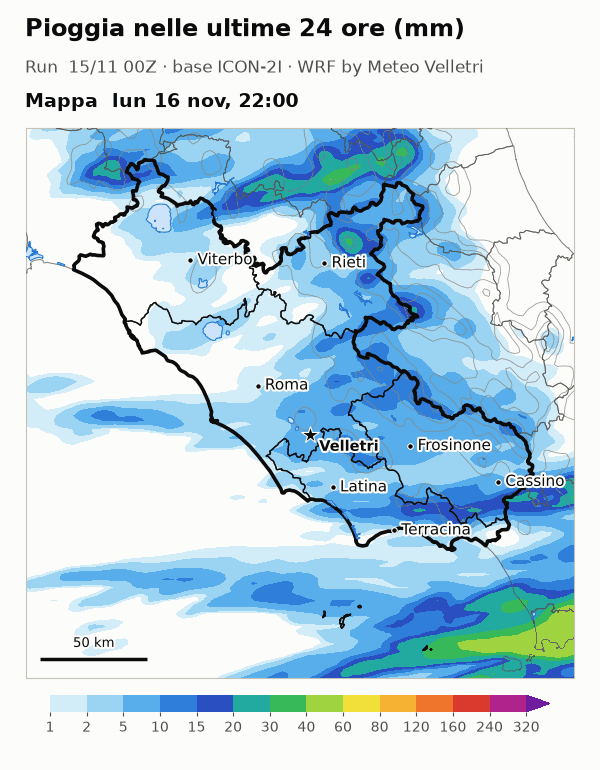 Pioggia nelle ultime 24 ore (mm)
Run  15/11 00Z · base ICON-2I · WRF by Meteo Velletri
Mappa  lun 16 nov, 22:00
Viterbo
Rieti
Roma
Velletri
Frosinone
Cassino
Latina
Terracina
50 km
1 2 5 10 15 20 30 40 60 80 120 160 240 320